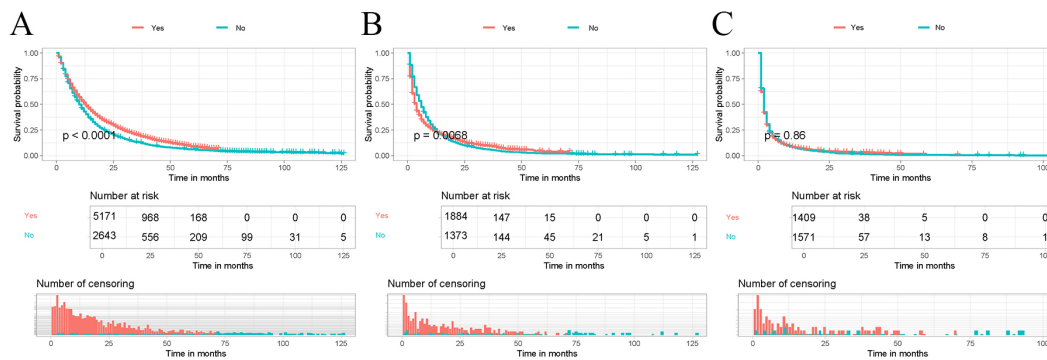 A
Yes No
1.00
0.75
0.50
0.25
0.00
Survival probability
p < 0.0001
0 25 50 75 100 125
Time in months
Number at risk
Yes 5171 968 168 0 0 0
No 2643 556 209 99 31 5
0 25 50 75 100 125
Time in months
Number of censoring
0 25 50 75 100 125
Time in months
B
Yes No
1.00
0.75
0.50
0.25
0.00
Survival probability
p = 0.0068
0 25 50 75 100 125
Time in months
Number at risk
Yes 1884 147 15 0 0 0
No 1373 144 45 21 5 1
0 25 50 75 100 125
Time in months
Number of censoring
0 25 50 75 100 125
Time in months
C
Yes No
1.00
0.75
0.50
0.25
0.00
Survival probability
p = 0.86
0 25 50 75 100
Time in months
Number at risk
Yes 1409 38 5 0 0
No 1571 57 13 8 1
0 25 50 75 100
Time in months
Number of censoring
0 25 50 75 100
Time in months